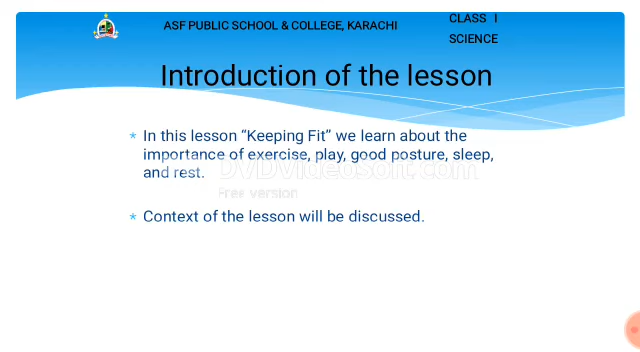 ASF PUBLIC SCHOOL & COLLEGE, KARACHI
CLASS I
SCIENCE
Introduction of the lesson
* In this lesson “Keeping Fit” we learn about the
importance of exercise, play, good posture, sleep,
and rest.
DVDVideoSoft.com
Free version
* Context of the lesson will be discussed.